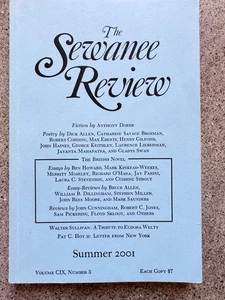 The
Sewanee
Review
Fiction by Anthony Doerr
Poetry by Dick Allen, Catharine Savage Brosman,
Robert Cording, Max Eberts, Henry Gilfond,
John Haines, George Keithley, Laurence Lieberman,
Jayanta Mahapatra, and Gladys Swan
The British Novel
Essays by Ben Howard, Mark Kinkead-Weekes,
Merritt Moseley, Richard O'Mara, Jay Parini,
Laura C. Stevenson, and Cushing Strout
Essay-Reviews by Bruce Allen,
William B. Dillingham, Stephen Miller,
John Rees Moore, and Mark Saunders
Reviews by John Cunningham, Robert C. Jones,
Sam Pickering, Floyd Skloot, and Others
Walter Sullivan: A Tribute to Eudora Welty
Pat C. Hoy II: Letter from New York
Summer 2001
Volume CIX, Number 3
Each Copy $7